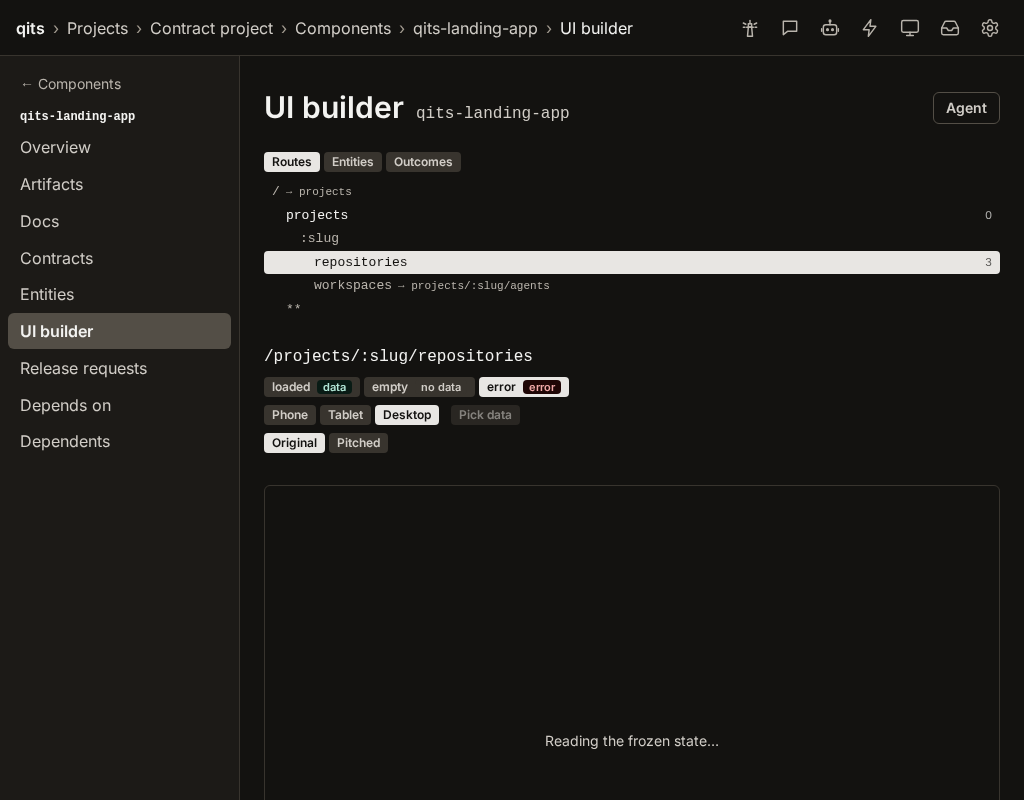 qits › Projects › Contract project › Components › qits-landing-app › UI builder
← Components
qits-landing-app
Overview
Artifacts
Docs
Contracts
Entities
UI builder
Release requests
Depends on
Dependents
UI builder qits-landing-app
Agent
Routes Entities Outcomes
/ → projects
projects 0
:slug
repositories 3
workspaces → projects/:slug/agents
**
/projects/:slug/repositories
loaded data empty no data error error
Phone Tablet Desktop Pick data
Original Pitched
Reading the frozen state…